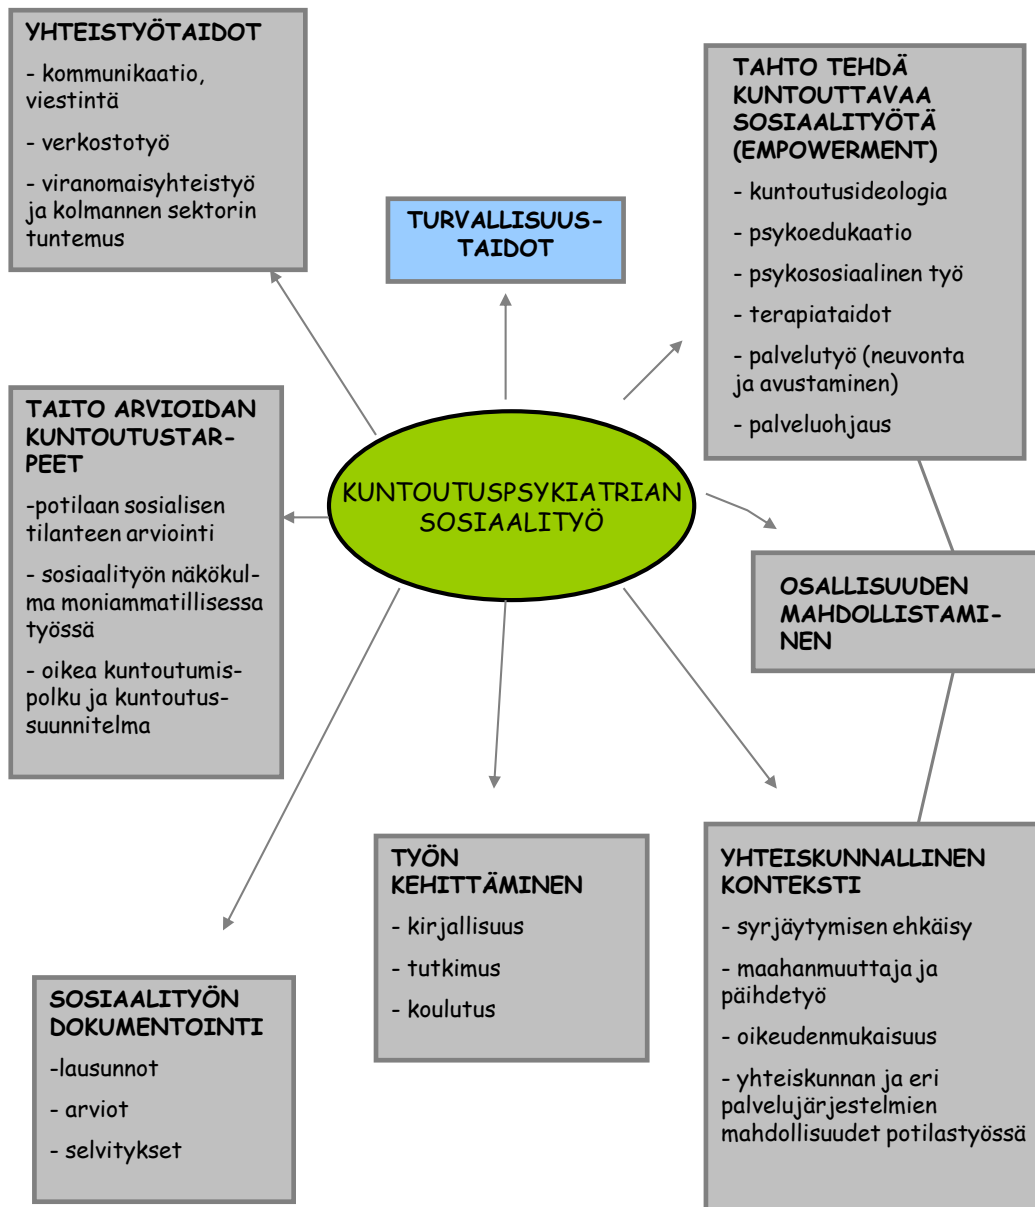 YHTEISTYÖTAIDOT
- kommunikaatio,
viestintä
- verkostotyö
- viranomaisyhteistyö
ja kolmannen sektorin
tuntemus
TURVALLISUUS-
TAIDOT
TAHTO TEHDÄ
KUNTOUTTAVAA
SOSIAALITYÖTÄ
(EMPOWERMENT)
- kuntoutusideologia
- psykoedukaatio
- psykososiaalinen työ
- terapiataidot
- palvelutyö (neuvonta
ja avustaminen)
- palveluohjaus
TAITO ARVIOIDAN
KUNTOUTUSTAR-
PEET
-potilaan sosialisen
tilanteen arviointi
- sosiaalityön näkökul-
ma moniammatillisessa
työssä
- oikea kuntoutumis-
polku ja kuntoutus-
suunnitelma
KUNTOUTUSPSYKIATRIAN
SOSIAALITYÖ
OSALLISUUDEN
MAHDOLLISTAMI-
NEN
SOSIAALITYÖN
DOKUMENTOINTI
-lausunnot
- arviot
- selvitykset
TYÖN
KEHITTÄMINEN
- kirjallisuus
- tutkimus
- koulutus
YHTEISKUNNALLINEN
KONTEKSTI
- syrjäytymisen ehkäisy
- maahanmuuttaja ja
päihdetyö
- oikeudenmukaisuus
- yhteiskunnan ja eri
palvelujärjestelmien
mahdollisuudet potilastyössä